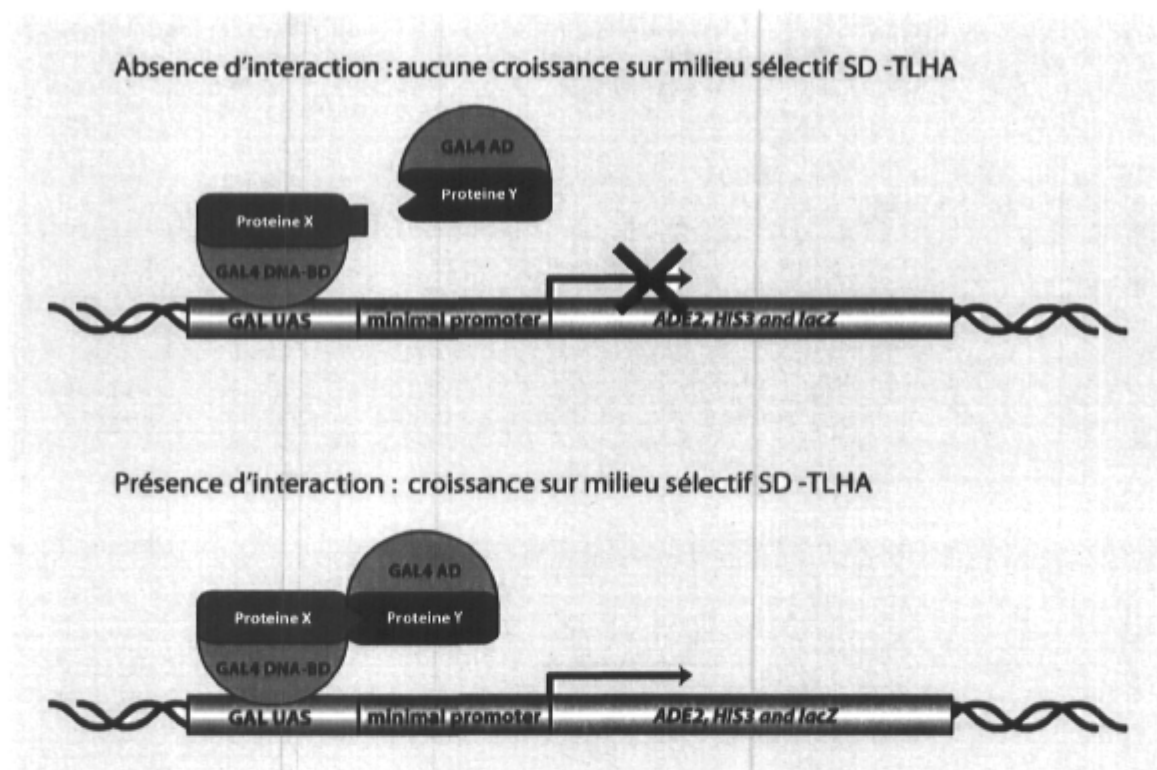 Absence d'interaction : aucune croissance sur milieu sélectif SD -TLHA
GAL4 AD
Proteine Y
Proteine X
GAL4 DNA-BD
GAL UAS
minimal promoter
ADE2, HIS3 and lacZ
Présence d'interaction : croissance sur milieu sélectif SD -TLHA
GAL4 AD
Proteine X
Proteine Y
GAL4 DNA-BD
GAL UAS
minimal promoter
ADE2, HIS3 and lacZ